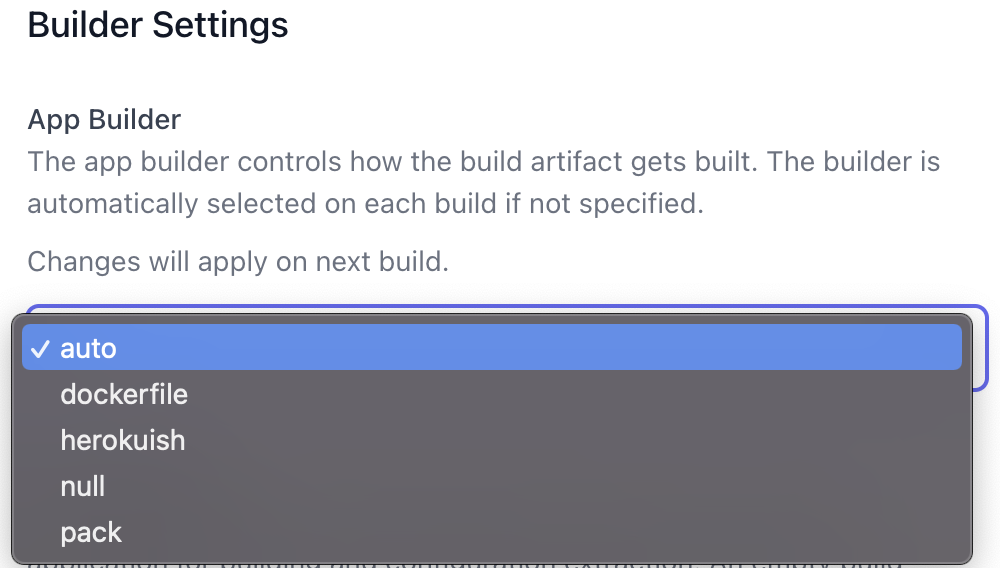 Builder Settings
App Builder
The app builder controls how the build artifact gets built. The builder is
automatically selected on each build if not specified.
Changes will apply on next build.
✓ auto
dockerfile
herokuish
null
pack